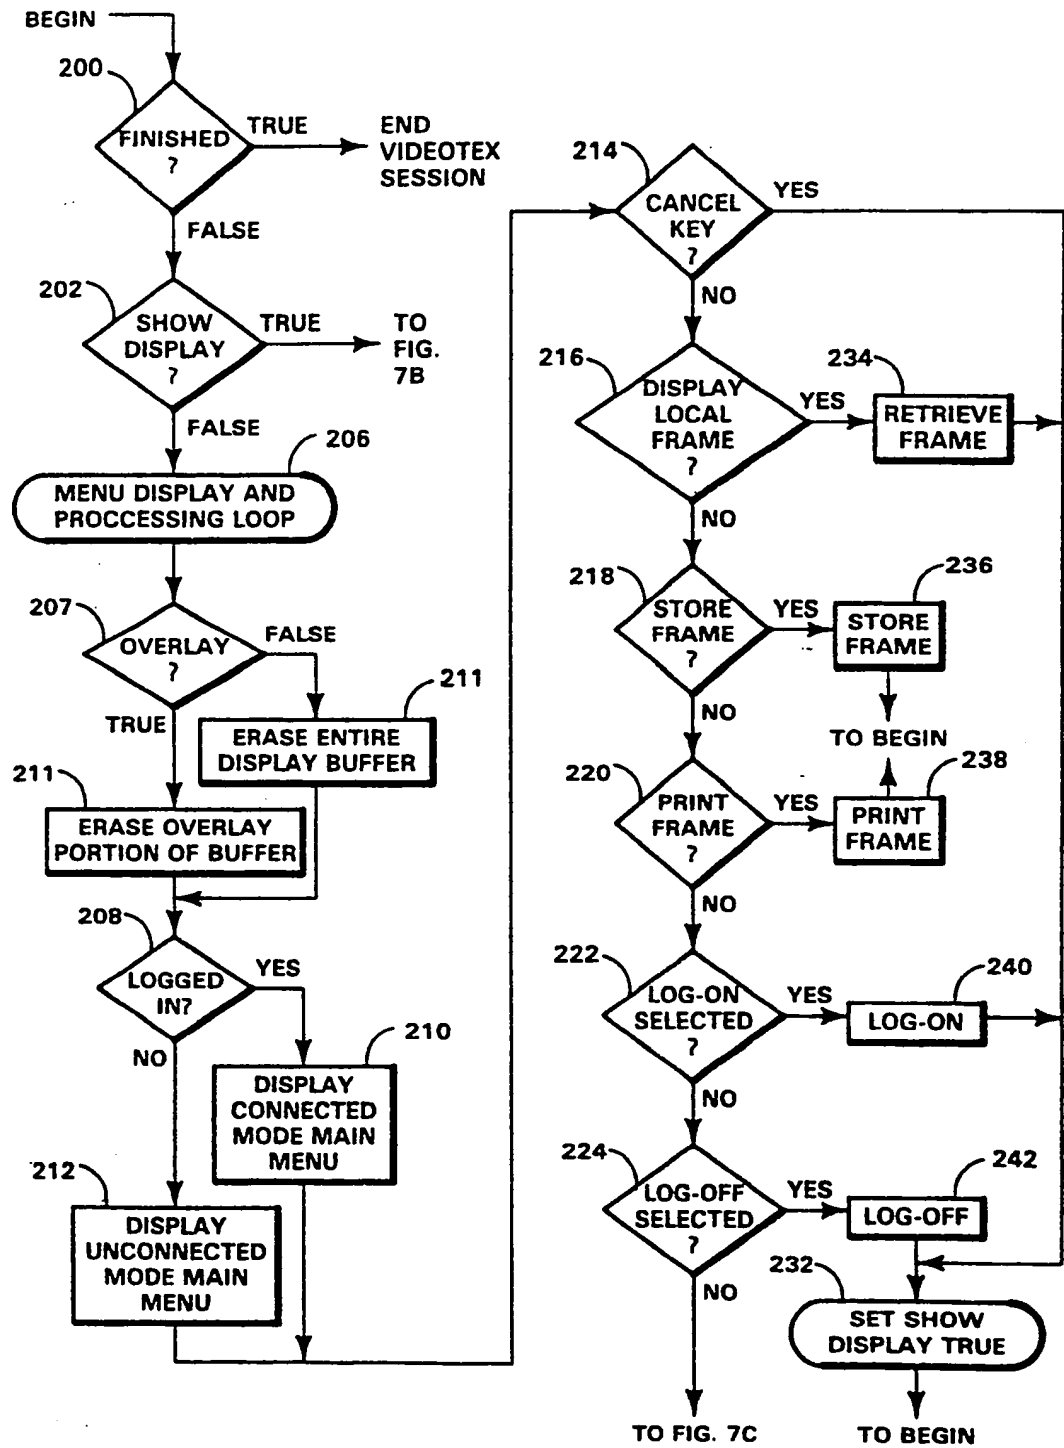 BEGIN
200
FINISHED
?
TRUE
END
VIDEOTEX
SESSION
FALSE
202
SHOW
DISPLAY
?
TRUE
TO
FIG.
7B
FALSE
206
MENU DISPLAY AND
PROCCESSING LOOP
207
OVERLAY
?
FALSE
TRUE
211
ERASE ENTIRE
DISPLAY BUFFER
211
ERASE OVERLAY
PORTION OF BUFFER
208
LOGGED
IN?
YES
NO
210
DISPLAY
CONNECTED
MODE MAIN
MENU
212
DISPLAY
UNCONNECTED
MODE MAIN
MENU
214
CANCEL
KEY
?
YES
NO
216
DISPLAY
LOCAL
FRAME
?
YES
234
RETRIEVE
FRAME
NO
218
STORE
FRAME
?
YES
236
STORE
FRAME
NO
TO BEGIN
220
PRINT
FRAME
?
YES
238
PRINT
FRAME
NO
222
LOG-ON
SELECTED
?
YES
240
LOG-ON
NO
224
LOG-OFF
SELECTED
?
YES
242
LOG-OFF
NO
232
SET SHOW
DISPLAY TRUE
TO FIG. 7C
TO BEGIN